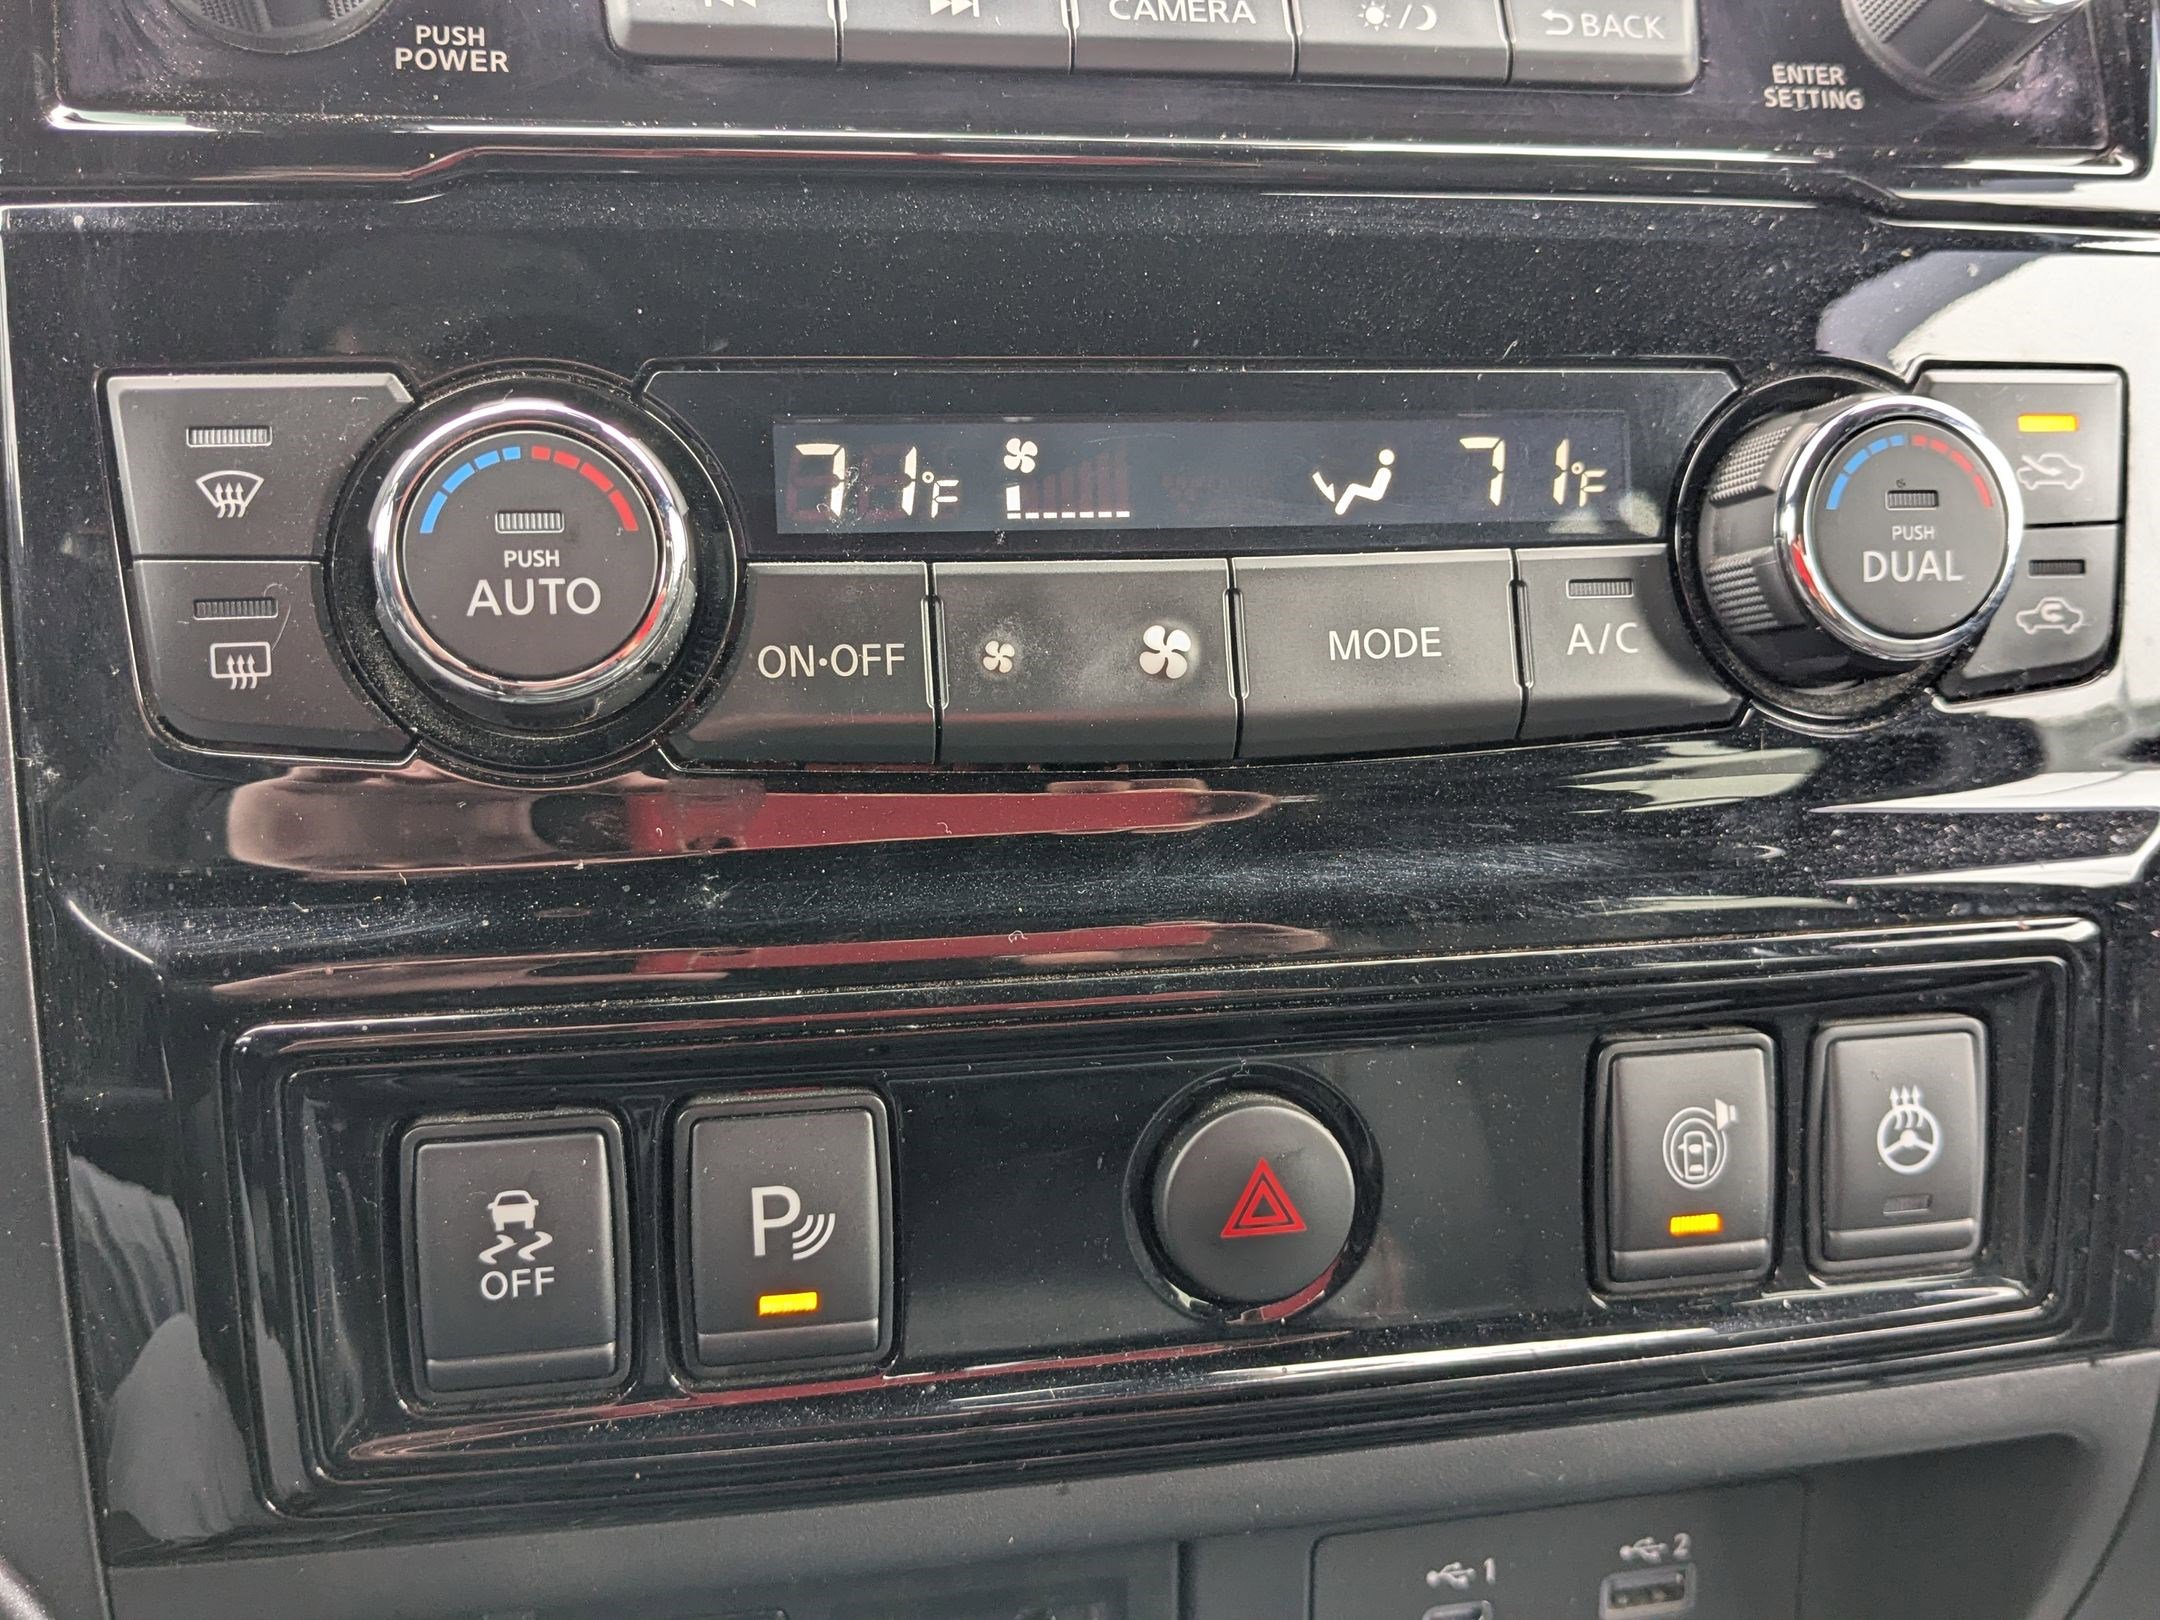 PUSH
POWER
CAMERA
BACK
ENTER
SETTING
71°F
71°F
PUSH
AUTO
PUSH
DUAL
ON•OFF
MODE
A/C
OFF
P
1
2